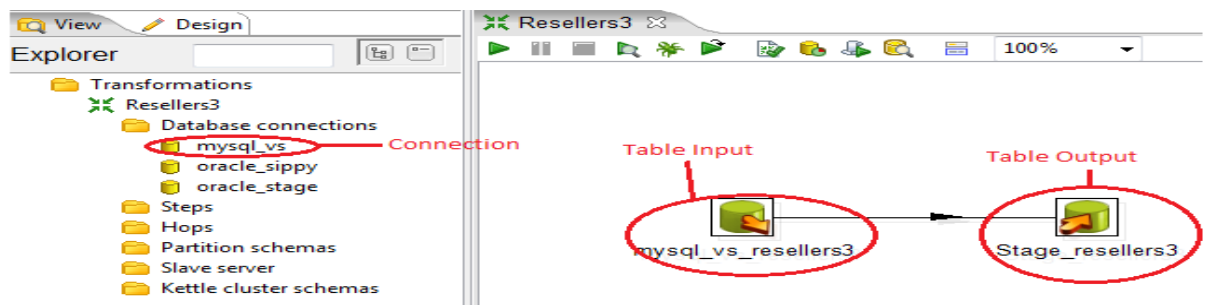 View
Design
Explorer
Transformations
Resellers3
Database connections
mysql_vs
oracle_sippy
oracle_stage
Steps
Hops
Partition schemas
Slave server
Kettle cluster schemas
Connection
Resellers3
100%
Table Input
Table Output
mysql_vs_resellers3
Stage_resellers3